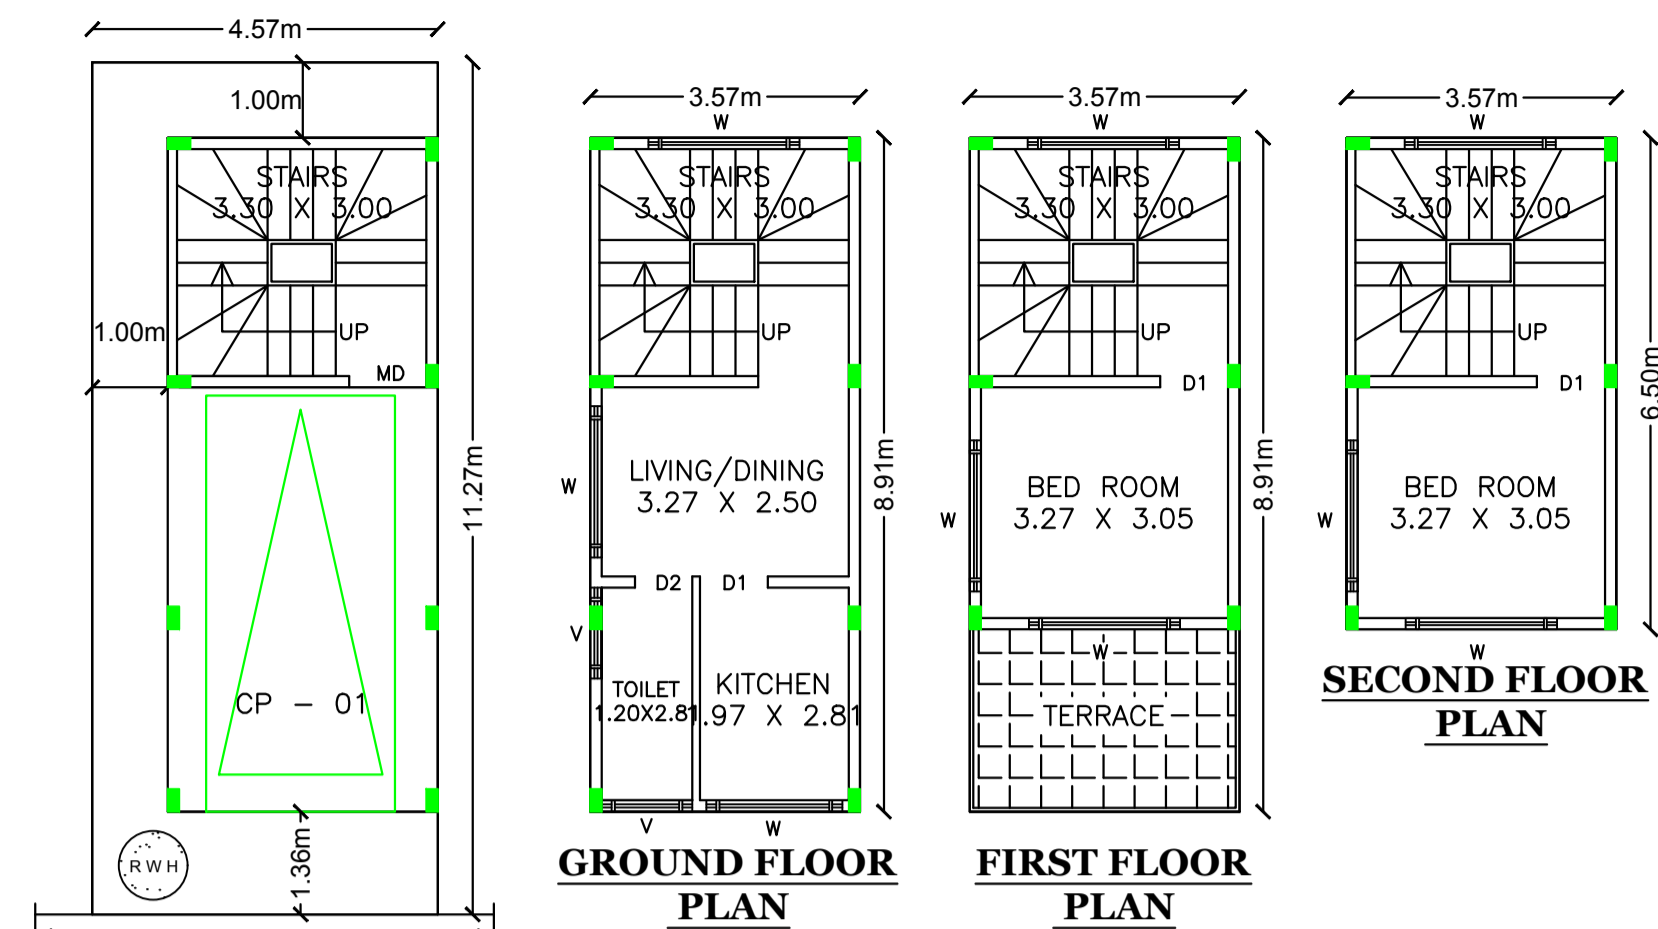 4.57m
1.00m
STAIRS
3.30 X 3.00
UP
1.00m
MD
11.27m
CP - 01
RWH
1.36m
3.57m
W
STAIRS
3.30 X 3.00
UP
W
LIVING/DINING
3.27 X 2.50
8.91m
D2
D1
V
TOILET
1.20X2.81
KITCHEN
.97 X 2.81
V
W
GROUND FLOOR
PLAN
3.57m
W
STAIRS
3.30 X 3.00
UP
D1
W
BED ROOM
3.27 X 3.05
8.91m
W
TERRACE
FIRST FLOOR
PLAN
3.57m
W
STAIRS
3.30 X 3.00
UP
D1
6.50m
W
BED ROOM
3.27 X 3.05
W
SECOND FLOOR
PLAN